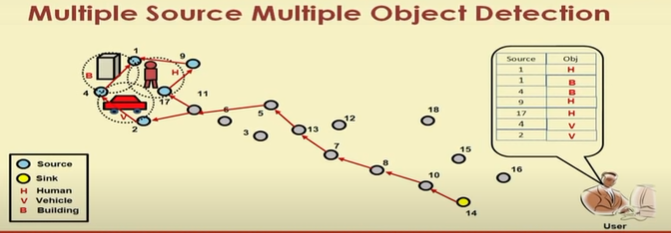 Multiple Source Multiple Object Detection
1
9
B
H
4
17
11
V
2
6
5
3
12
13
18
7
15
8
10
16
14
Source Obj
1 H
1 B
4 B
9 H
17 H
4 V
2 V
Source
Sink
H Human
V Vehicle
B Building
User